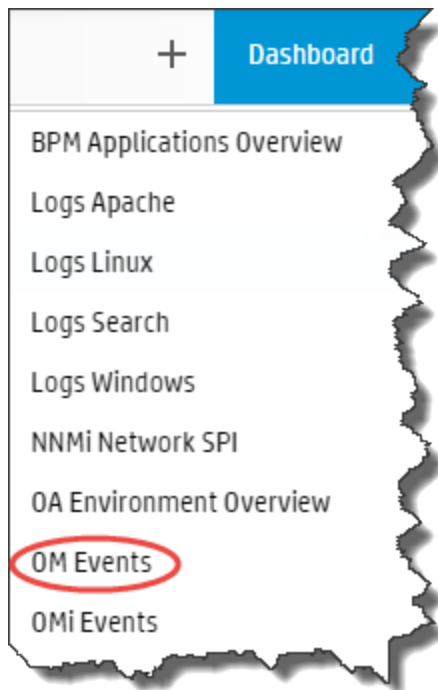 + Dashboard
BPM Applications Overview
Logs Apache
Logs Linux
Logs Search
Logs Windows
NNMi Network SPI
OA Environment Overview
OM Events
OMi Events